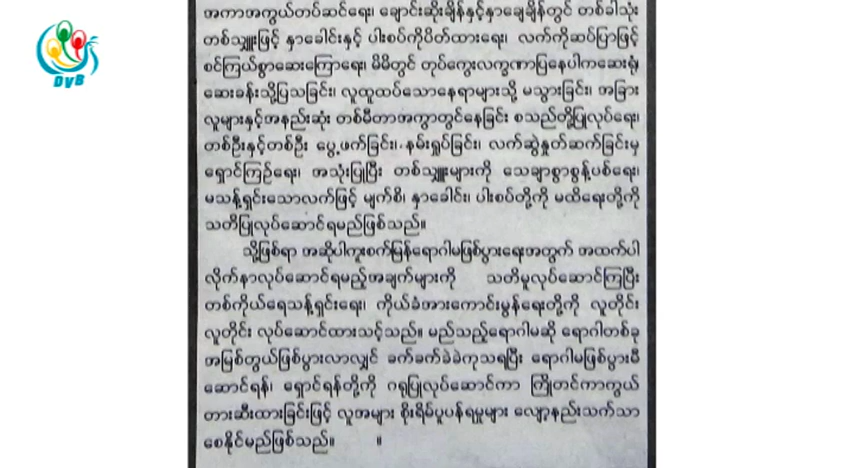 DVB
အကာအကွယ်တပ်ဆင်ရေး၊ ချောင်းဆိုးချိန်နှင့်နှာချေချိန်တွင် တစ်ခါသုံး
တစ်သျှူးဖြင့် နှာခေါင်းနှင့် ပါးစပ်ကိုပိတ်ထားရေး၊ လက်ကိုဆပ်ပြာဖြင့်
စင်ကြယ်စွာဆေးကြောရေး၊ မိမိတွင် တုပ်ကွေးလက္ခဏာပြနေပါကဆေးရုံ၊
ဆေးခန်းသို့ပြသခြင်း၊ လူထူထပ်သောနေရာများသို့ မသွားခြင်း၊ အခြား
လူများနှင့်အနည်းဆုံး တစ်မီတာအကွာတွင်နေခြင်း စသည်တို့ပြုလုပ်ရေး၊
တစ်ဦးနှင့်တစ်ဦး ပွေ့ဖက်ခြင်း၊ နမ်းရှုပ်ခြင်း၊ လက်ဆွဲနှုတ်ဆက်ခြင်းမှ
ရှောင်ကြဉ်ရေး၊ အသုံးပြုပြီး တစ်သျှူးများကို သေချာစွာစွန့်ပစ်ရေး၊
မသန့်ရှင်းသောလက်ဖြင့် မျက်စိ၊ နှာခေါင်း၊ ပါးစပ်တို့ကို မထိရေးတို့ကို
သတိပြုလုပ်ဆောင်ရမည်ဖြစ်သည်။
သို့ဖြစ်ရာ အဆိုပါကူးစက်မြန်ရောဂါမဖြစ်ပွားရေးအတွက် အထက်ပါ
လိုက်နာလုပ်ဆောင်ရမည့်အချက်များကို သတိမူလုပ်ဆောင်ကြပြီး
တစ်ကိုယ်ရေသန့်ရှင်းရေး၊ ကိုယ်ခံအားကောင်းမွန်ရေးတို့ကို လူတိုင်း
လူတိုင်း လုပ်ဆောင်ထားသင့်သည်။ မည်သည့်ရောဂါမဆို ရောဂါတစ်ခု
အမြစ်တွယ်ဖြစ်ပွားလာလျှင် ခက်ခက်ခဲခဲကုသရပြီး ရောဂါမဖြစ်ပွားမီ
ဆောင်ရန်၊ ရှောင်ရန်တို့ကို ဂရုပြုလုပ်ဆောင်ကာ ကြိုတင်ကာကွယ်
တားဆီးထားခြင်းဖြင့် လူအများ စိုးရိမ်ပူပန်ရမှုများ လျော့နည်းသက်သာ
စေနိုင်မည်ဖြစ်သည်။ ။